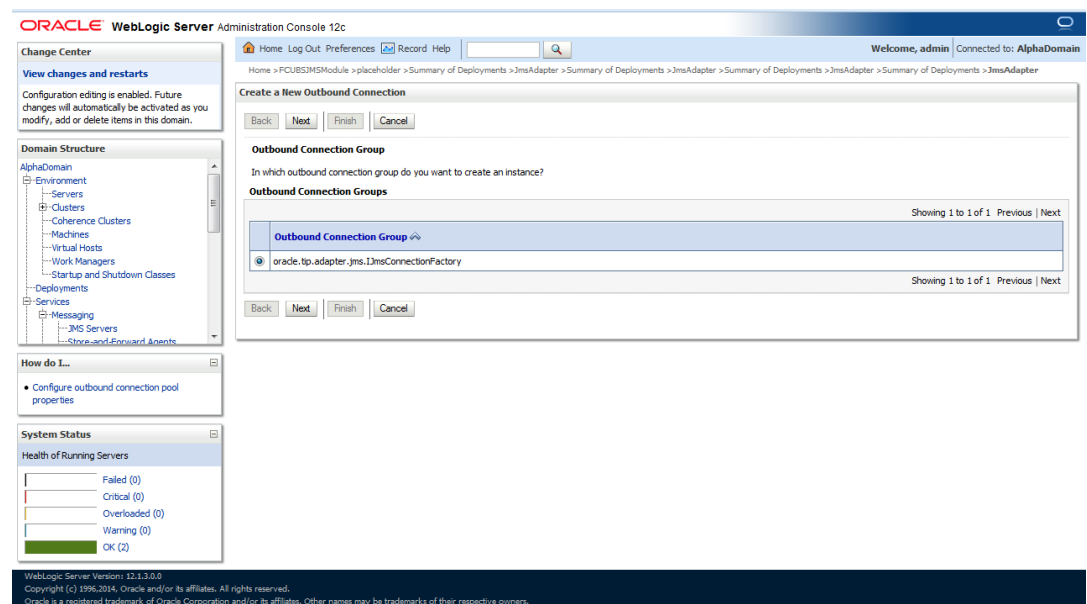 ORACLE WebLogic Server Administration Console 12c
Change Center
View changes and restarts
Configuration editing is enabled. Future
changes will automatically be activated as you
modify, add or delete items in this domain.
Domain Structure
AlphaDomain
Environment
Servers
Clusters
Coherence Clusters
Machines
Virtual Hosts
Work Managers
Startup and Shutdown Classes
Deployments
Services
Messaging
JMS Servers
Store-and-Forward Agents
How do I...
Configure outbound connection pool
properties
System Status
Health of Running Servers
Failed (0)
Critical (0)
Overloaded (0)
Warning (0)
OK (2)
Home Log Out Preferences Record Help
Welcome, admin Connected to: AlphaDomain
Home >FCUBSJMSModule >placeholder >Summary of Deployments >JmsAdapter >Summary of Deployments >JmsAdapter >Summary of Deployments >JmsAdapter >Summary of Deployments >JmsAdapter
Create a New Outbound Connection
Back Next Finish Cancel
Outbound Connection Group
In which outbound connection group do you want to create an instance?
Outbound Connection Groups
Showing 1 to 1 of 1 Previous | Next
Outbound Connection Group
oracle.tip.adapter.jms.IJmsConnectionFactory
Showing 1 to 1 of 1 Previous | Next
Back Next Finish Cancel
WebLogic Server Version: 12.1.3.0.0
Copyright (c) 1996,2014, Oracle and/or its affiliates. All rights reserved.
Oracle is a registered trademark of Oracle Corporation and/or its affiliates. Other names may be trademarks of their respective owners.